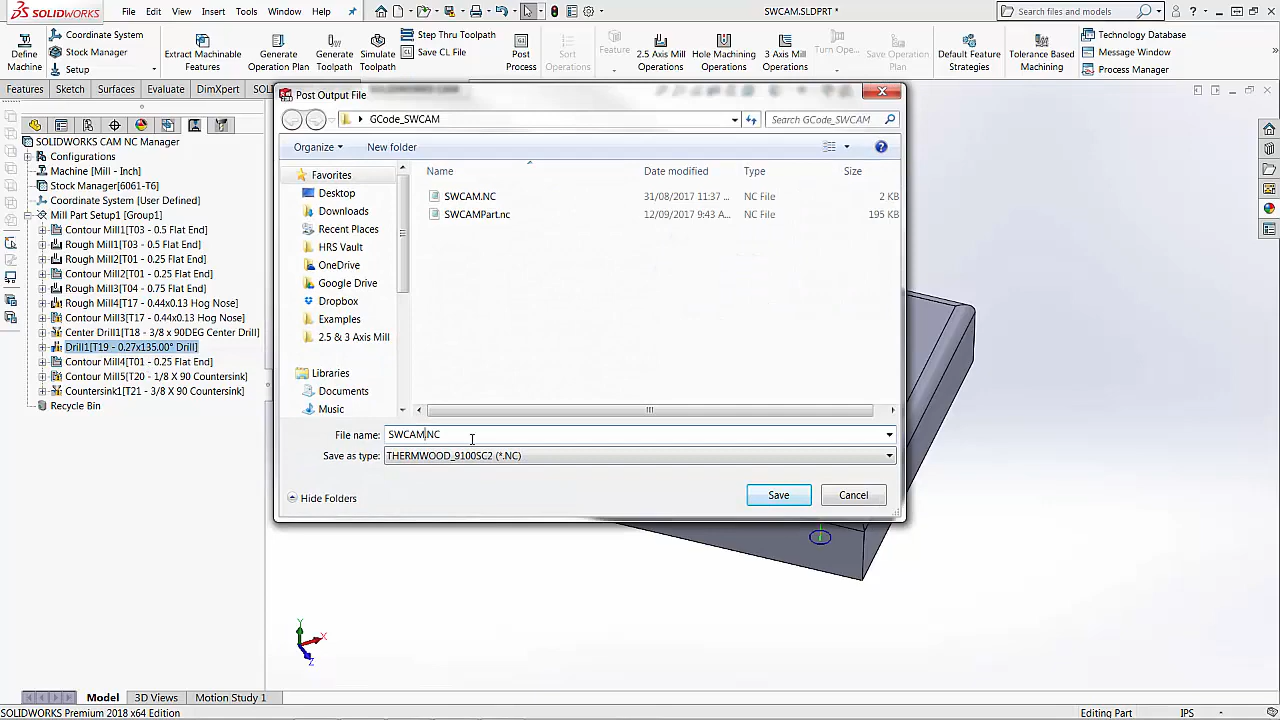 SOLIDWORKS
File
Edit
View
Insert
Tools
Window
Help
SWCAM.SLDPRT *
Search files and models
Define Machine
Coordinate System
Stock Manager
Setup
Extract Machinable Features
Generate Operation Plan
Generate Toolpath
Simulate Toolpath
Step Thru Toolpath
Save CL File
Post Process
Sort Operations
Feature
2.5 Axis Mill Operations
Hole Machining Operations
3 Axis Mill Operations
Turn Ope...
Save Operation Plan
Default Feature Strategies
Tolerance Based Machining
Technology Database
Message Window
Process Manager
Features
Sketch
Surfaces
Evaluate
DimXpert
SOL
SOLIDWORKS CAM NC Manager
Configurations
Machine [Mill - Inch]
Stock Manager[6061-T6]
Coordinate System [User Defined]
Mill Part Setup1 [Group1]
Contour Mill1[T03 - 0.5 Flat End]
Rough Mill1[T03 - 0.5 Flat End]
Rough Mill2[T01 - 0.25 Flat End]
Contour Mill2[T01 - 0.25 Flat End]
Rough Mill3[T04 - 0.75 Flat End]
Rough Mill4[T17 - 0.44x0.13 Hog Nose]
Contour Mill3[T17 - 0.44x0.13 Hog Nose]
Center Drill1[T18 - 3/8 x 90DEG Center Drill]
Drill1[T19 - 0.27x135.00° Drill]
Contour Mill4[T01 - 0.25 Flat End]
Contour Mill5[T20 - 1/8 X 90 Countersink]
Countersink1[T21 - 3/8 X 90 Countersink]
Recycle Bin
Post Output File
GCode_SWCAM
Search GCode_SWCAM
Organize
New folder
Favorites
Desktop
Downloads
Recent Places
HRS Vault
OneDrive
Google Drive
Dropbox
Examples
2.5 & 3 Axis Mill
Libraries
Documents
Music
Name Date modified Type Size
SWCAM.NC 31/08/2017 11:37 ... NC File 2 KB
SWCAMPart.nc 12/09/2017 9:43 A... NC File 195 KB
File name: SWCAM.NC
Save as type: THERMWOOD_9100SC2 (*.NC)
Hide Folders
Save
Cancel
Y
X
Z
Model
3D Views
Motion Study 1
SOLIDWORKS Premium 2018 x64 Edition
Editing Part
IPS